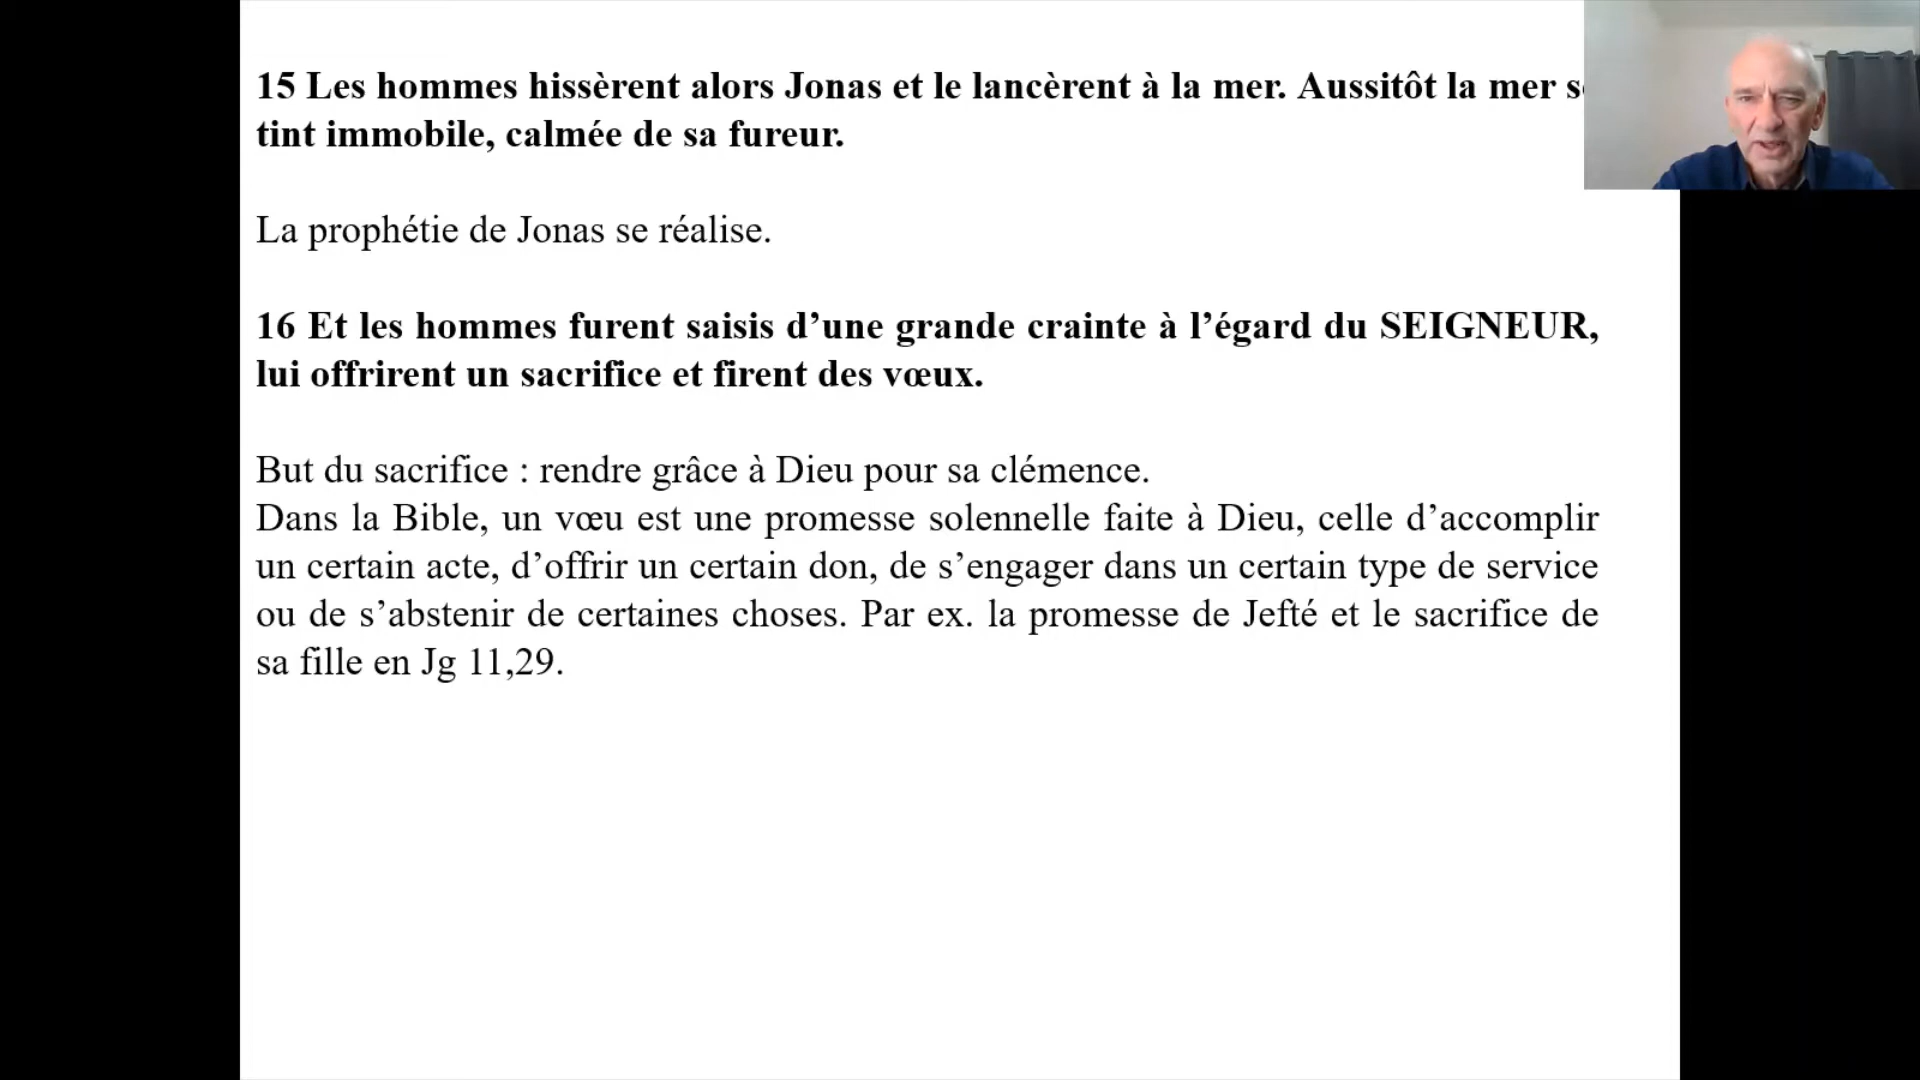 15 Les hommes hissèrent alors Jonas et le lancèrent à la mer. Aussitôt la mer
tint immobile, calmée de sa fureur.
La prophétie de Jonas se réalise.
16 Et les hommes furent saisis d’une grande crainte à l’égard du SEIGNEUR,
lui offrirent un sacrifice et firent des vœux.
But du sacrifice : rendre grâce à Dieu pour sa clémence.
Dans la Bible, un vœu est une promesse solennelle faite à Dieu, celle d’accomplir
un certain acte, d’offrir un certain don, de s’engager dans un certain type de service
ou de s’abstenir de certaines choses. Par ex. la promesse de Jefté et le sacrifice de
sa fille en Jg 11,29.